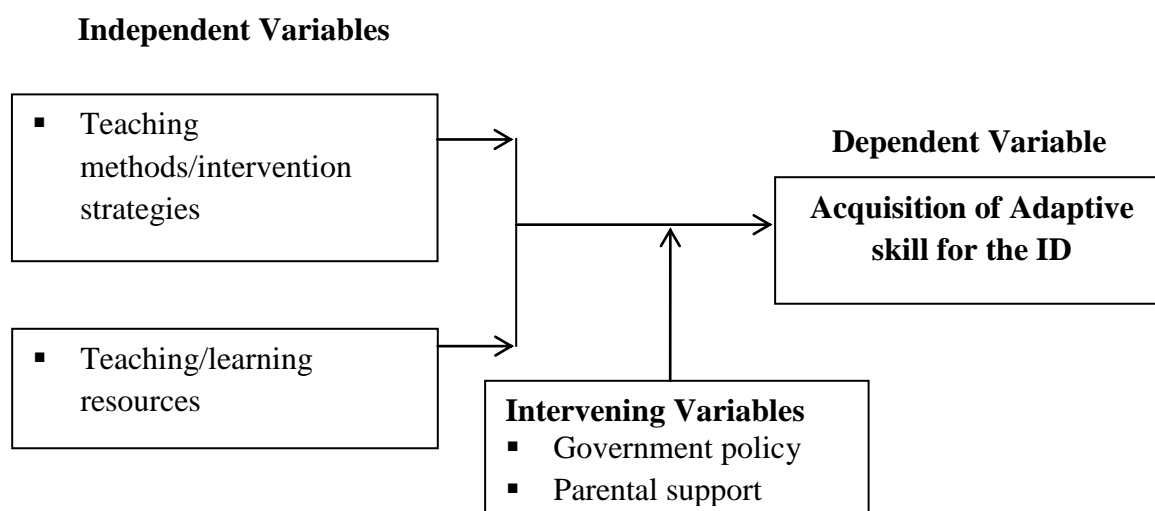 Independent Variables
▪ Teaching
methods/intervention
strategies
▪ Teaching/learning
resources
Dependent Variable
Acquisition of Adaptive
skill for the ID
Intervening Variables
▪ Government policy
▪ Parental support